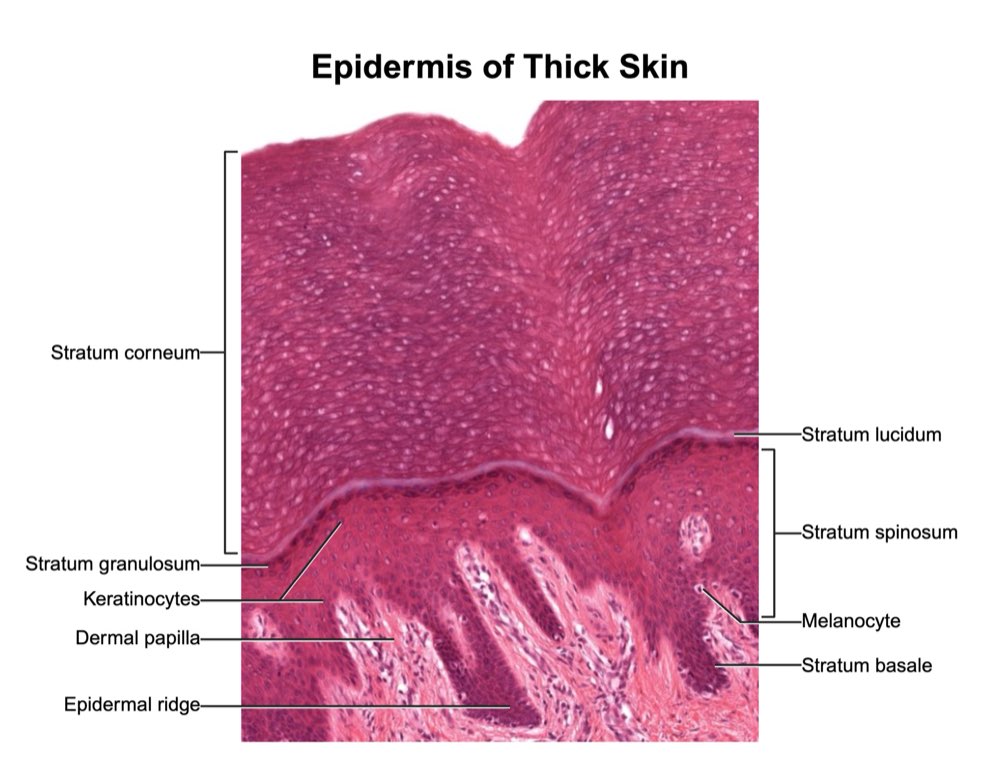 Epidermis of Thick Skin
Stratum corneum
Stratum granulosum
Keratinocytes
Dermal papilla
Epidermal ridge
Stratum lucidum
Stratum spinosum
Melanocyte
Stratum basale